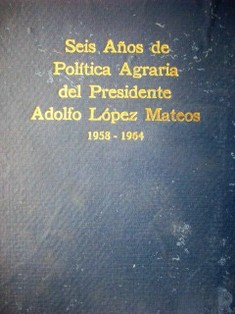 Seis Años de
Política Agraria
del Presidente
Adolfo López Mateos
1958 - 1964